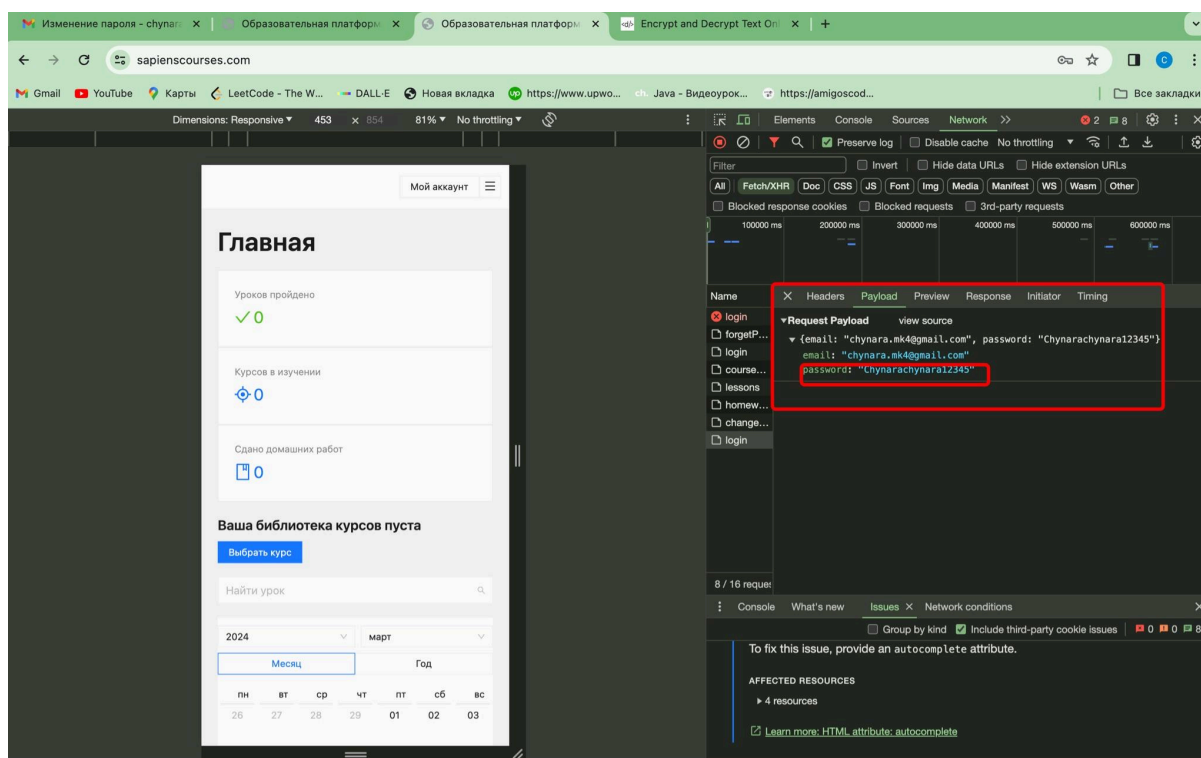 Изменение пароля - chynar
Образовательная платформ
Образовательная платформ
Encrypt and Decrypt Text Onl
sapienscourses.com
Gmail
YouTube
Карты
LeetCode - The W...
DALL·E
Новая вкладка
https://www.upwo...
Java - Видеоурок...
https://amigoscod...
Все закладки
Dimensions: Responsive
453
×
854
81%
No throttling
Elements
Console
Sources
Network
2
8
Preserve log
Disable cache
No throttling
Filter
Invert
Hide data URLs
Hide extension URLs
All
Fetch/XHR
Doc
CSS
JS
Font
Img
Media
Manifest
WS
Wasm
Other
Blocked response cookies
Blocked requests
3rd-party requests
100000 ms
200000 ms
300000 ms
400000 ms
500000 ms
600000 ms
Мой аккаунт
Главная
Уроков пройдено
0
Курсов в изучении
0
Сдано домашних работ
0
Ваша библиотека курсов пуста
Выбрать курс
Найти урок
2024
март
Месяц
Год
пн вт ср чт пт сб вс
26 27 28 29 01 02 03
Name
login
forgetP...
login
course...
lessons
homew...
change...
login
Headers
Payload
Preview
Response
Initiator
Timing
Request Payload
view source
{email: "chynara.mk4@gmail.com", password: "Chynarachynara12345"}
email: "chynara.mk4@gmail.com"
password: "Chynarachynara12345"
8 / 16 reques
Console
What's new
Issues
Network conditions
Group by kind
Include third-party cookie issues
0
0
8
To fix this issue, provide an autocomplete attribute.
AFFECTED RESOURCES
4 resources
Learn more: HTML attribute: autocomplete